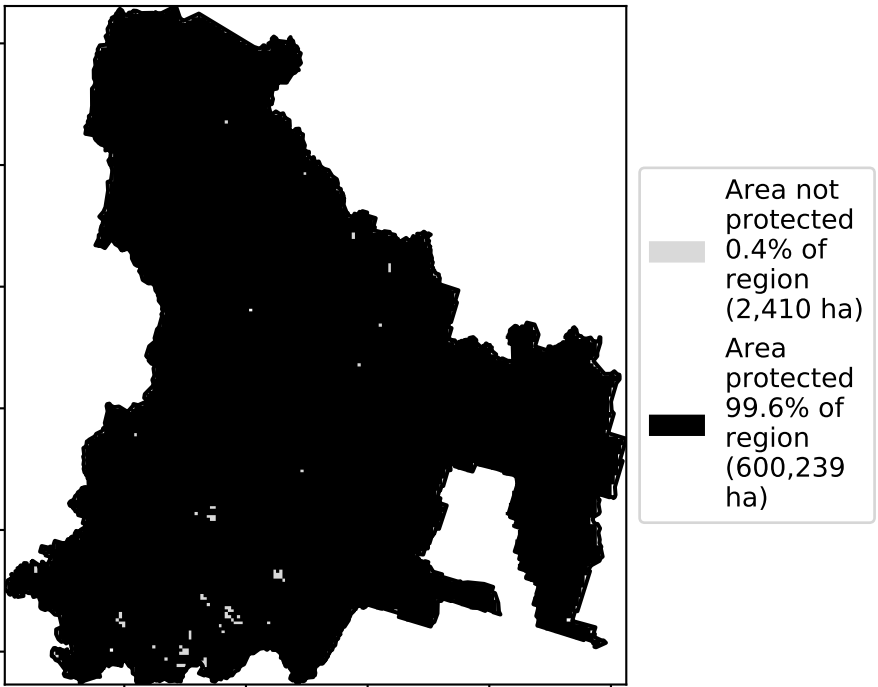 Area not
protected
0.4% of
region
(2,410 ha)
Area
protected
99.6% of
region
(600,239
ha)